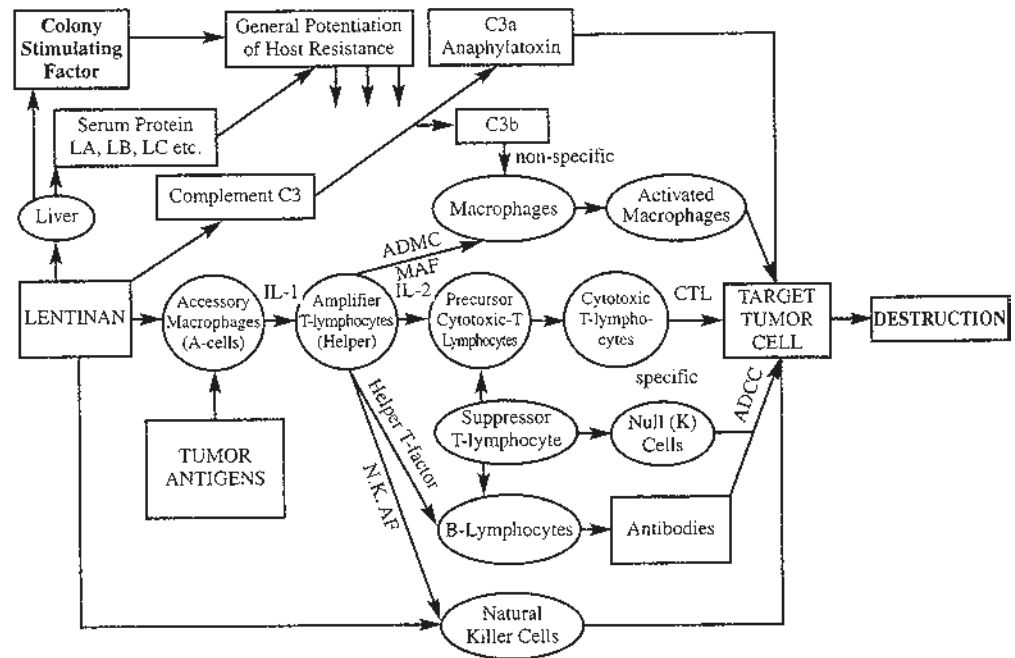 Colony
Stimulating
Factor
General Potentiation
of Host Resistance
C3a
Anaphylatoxin
Serum Protein
LA, LB, LC etc.
C3b
non-specific
Complement C3
Liver
Macrophages
Activated
Macrophages
ADMC
MAF
LENTINAN
Accessory
Macrophages
(A-cells)
IL-1
Amplifier
T-lymphocytes
(Helper)
IL-2
Precursor
Cytotoxic-T
Lymphocytes
Cytotoxic
T-lympho-
cytes
CTL
TARGET
TUMOR
CELL
DESTRUCTION
specific
ADCC
Helper T-factor
N.K. AF
Suppressor
T-lymphocyte
Null (K)
Cells
TUMOR
ANTIGENS
B-Lymphocytes
Antibodies
Natural
Killer Cells